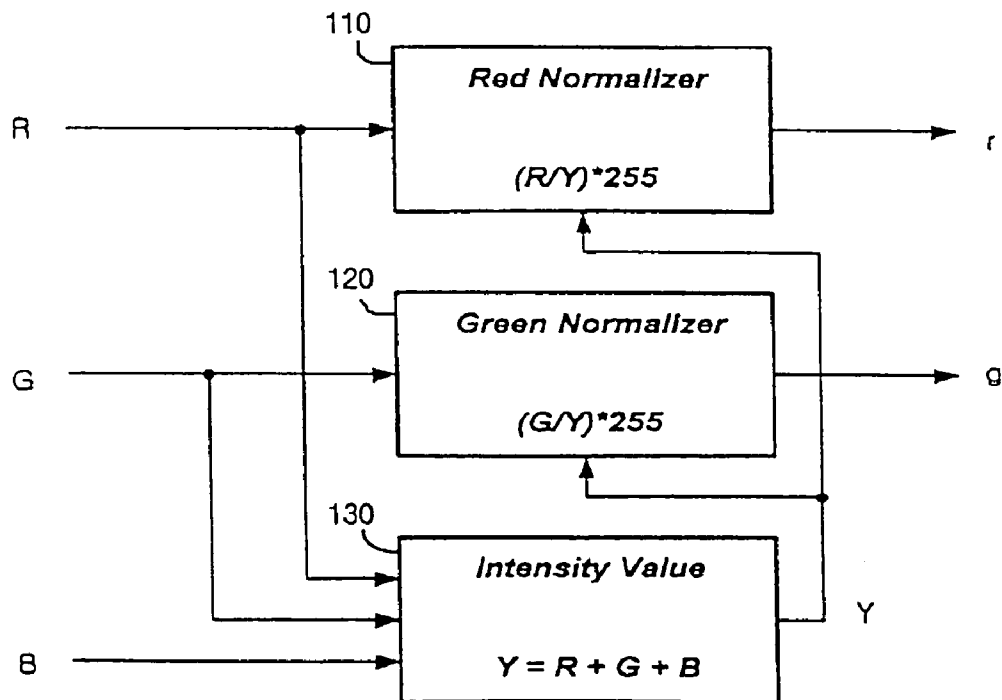 110
Red Normalizer
R
r
(R/Y)*255
120
Green Normalizer
G
g
(G/Y)*255
130
Intensity Value
Y
B
Y = R + G + B